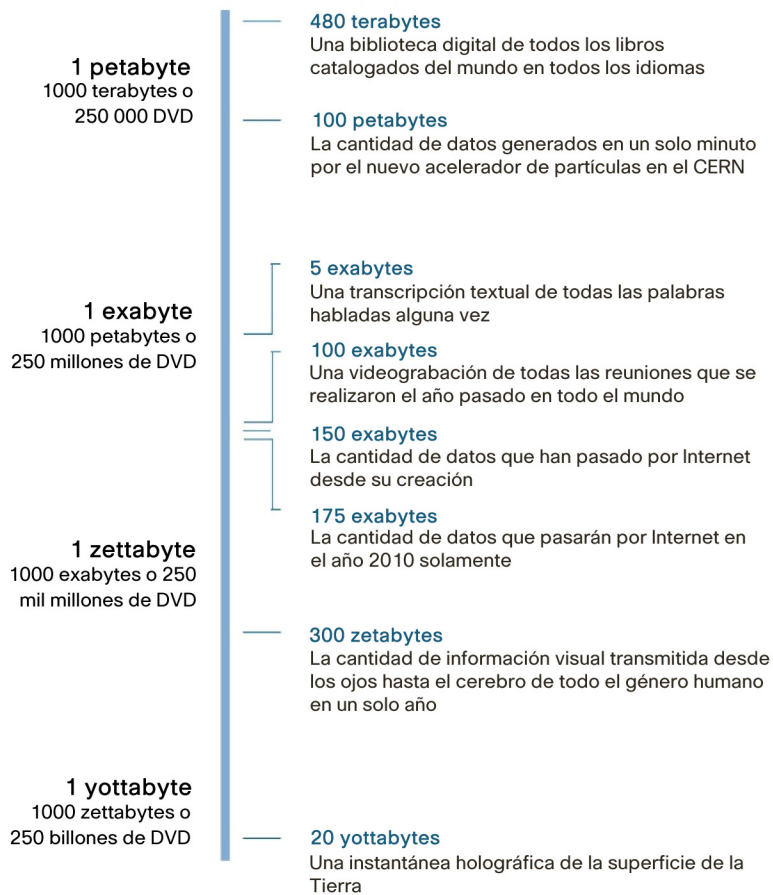 480 terabytes
Una biblioteca digital de todos los libros
catalogados del mundo en todos los idiomas
1 petabyte
1000 terabytes o
250 000 DVD
100 petabytes
La cantidad de datos generados en un solo minuto
por el nuevo acelerador de partículas en el CERN
5 exabytes
Una transcripción textual de todas las palabras
habladas alguna vez
1 exabyte
1000 petabytes o
250 millones de DVD
100 exabytes
Una videograbación de todas las reuniones que se
realizaron el año pasado en todo el mundo
150 exabytes
La cantidad de datos que han pasado por Internet
desde su creación
175 exabytes
La cantidad de datos que pasarán por Internet en
el año 2010 solamente
1 zettabyte
1000 exabytes o 250
mil millones de DVD
300 zetabytes
La cantidad de información visual transmitida desde
los ojos hasta el cerebro de todo el género humano
en un solo año
1 yottabyte
1000 zettabytes o
250 billones de DVD
20 yottabytes
Una instantánea holográfica de la superficie de la
Tierra